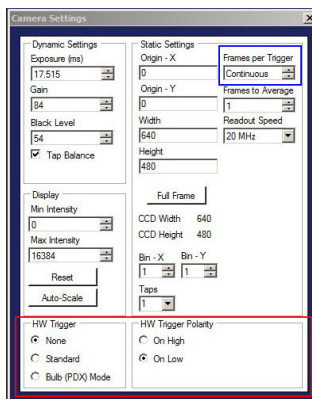 Camera Settings
Dynamic Settings
Exposure (ms)
17.515
Gain
84
Black Level
54
Tap Balance
Static Settings
Origin - X
0
Origin - Y
0
Width
640
Height
480
Frames per Trigger
Continuous
Frames to Average
1
Readout Speed
20 MHz
Full Frame
CCD Width 640
CCD Height 480
Bin - X Bin - Y
1 1
Taps
1
Display
Min Intensity
0
Max Intensity
16384
Reset
Auto-Scale
HW Trigger
None
Standard
Bulb (PDX) Mode
HW Trigger Polarity
On High
On Low